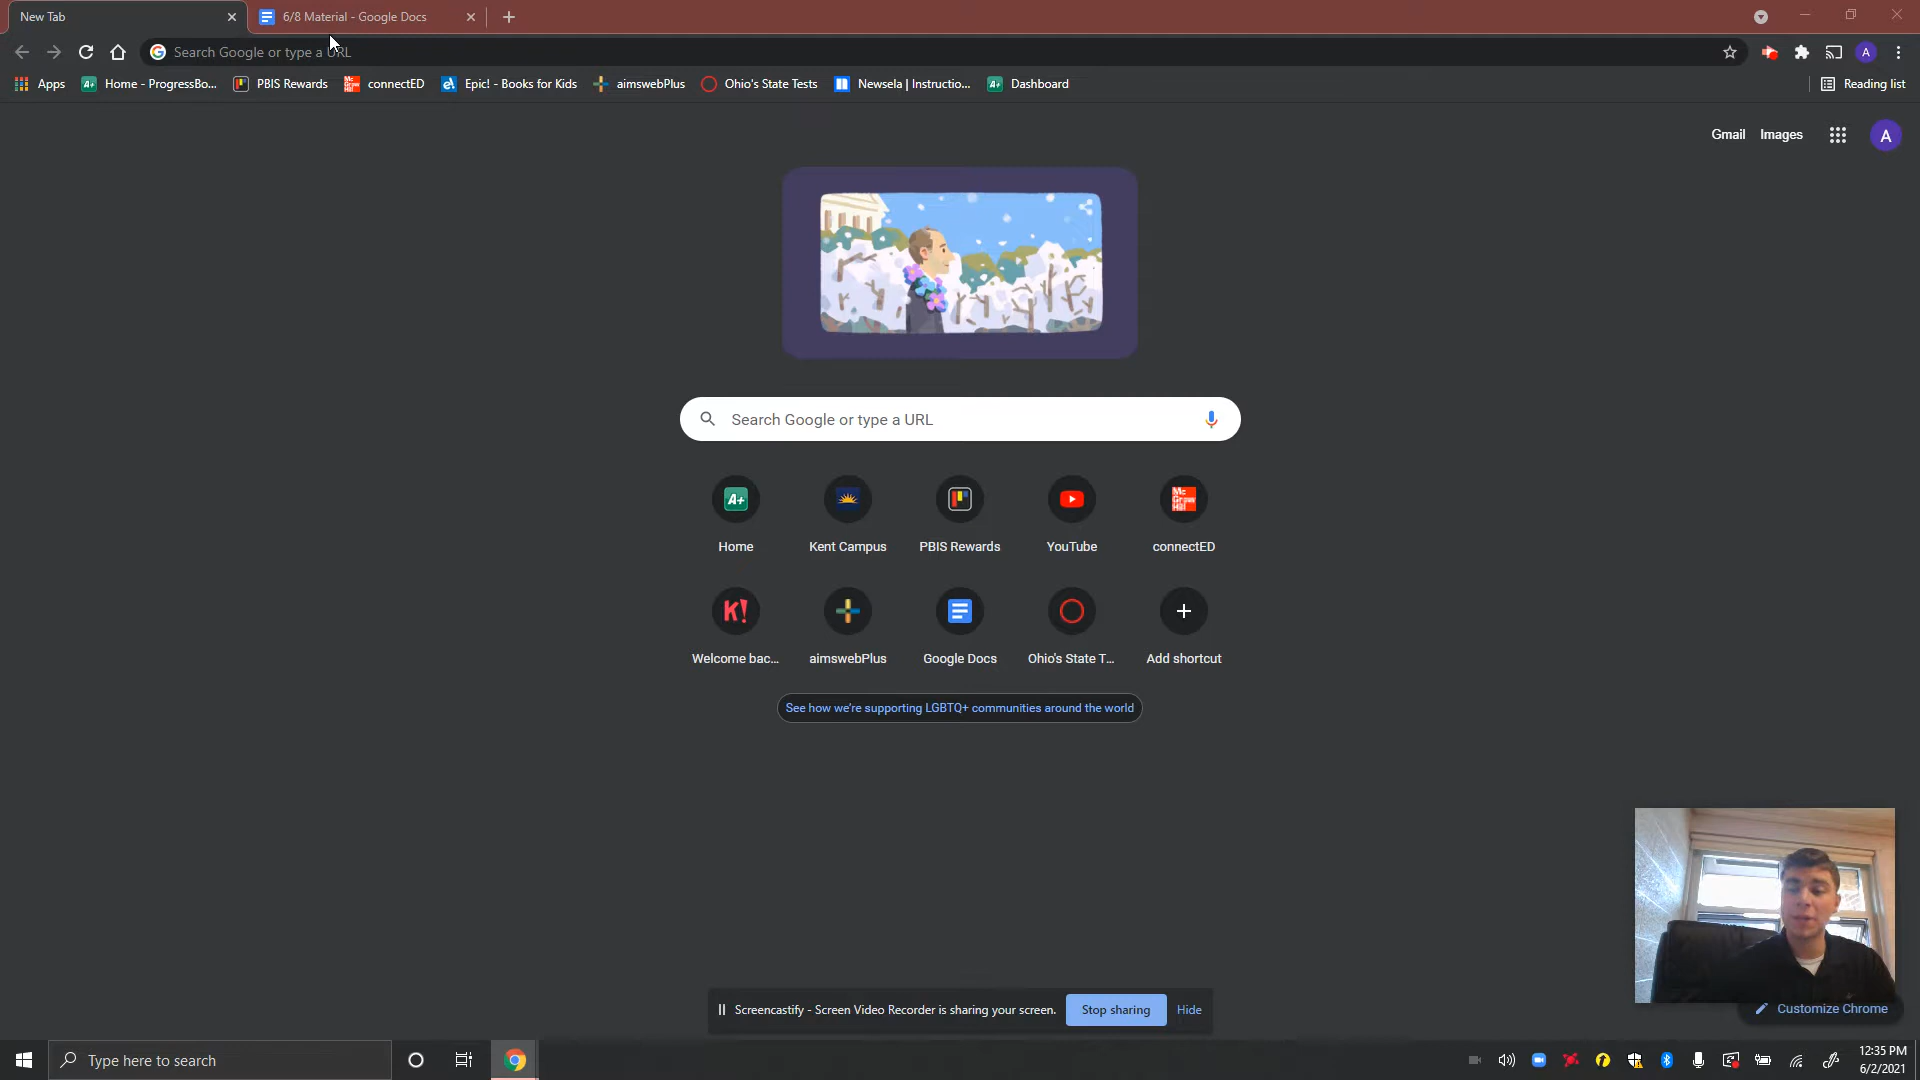 New Tab
6/8 Material - Google Docs
Search Google or type a URL
Apps
Home - ProgressBo...
PBIS Rewards
connectED
Epic! - Books for Kids
aimswebPlus
Ohio's State Tests
Newsela | Instructio...
Dashboard
Reading list
Gmail
Images
A
Search Google or type a URL
Home
Kent Campus
PBIS Rewards
YouTube
connectED
Welcome bac...
aimswebPlus
Google Docs
Ohio's State T...
Add shortcut
See how we're supporting LGBTQ+ communities around the world
Screencastify - Screen Video Recorder is sharing your screen.
Stop sharing
Hide
Customize Chrome
Type here to search
12:35 PM
6/2/2021